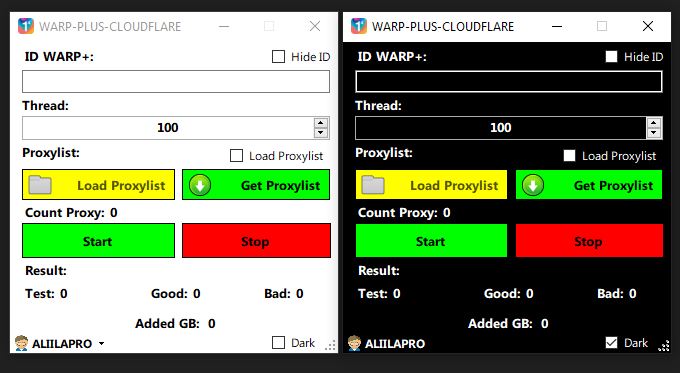 WARP-PLUS-CLOUDFLARE
ID WARP+:
Hide ID
Thread:
100
Proxylist:
Load Proxylist
Load Proxylist
Get Proxylist
Count Proxy: 0
Start
Stop
Result:
Test: 0
Good: 0
Bad: 0
Added GB: 0
ALIILAPRO
Dark
WARP-PLUS-CLOUDFLARE
ID WARP+:
Hide ID
Thread:
100
Proxylist:
Load Proxylist
Load Proxylist
Get Proxylist
Count Proxy: 0
Start
Stop
Result:
Test: 0
Good: 0
Bad: 0
Added GB: 0
ALIILAPRO
Dark